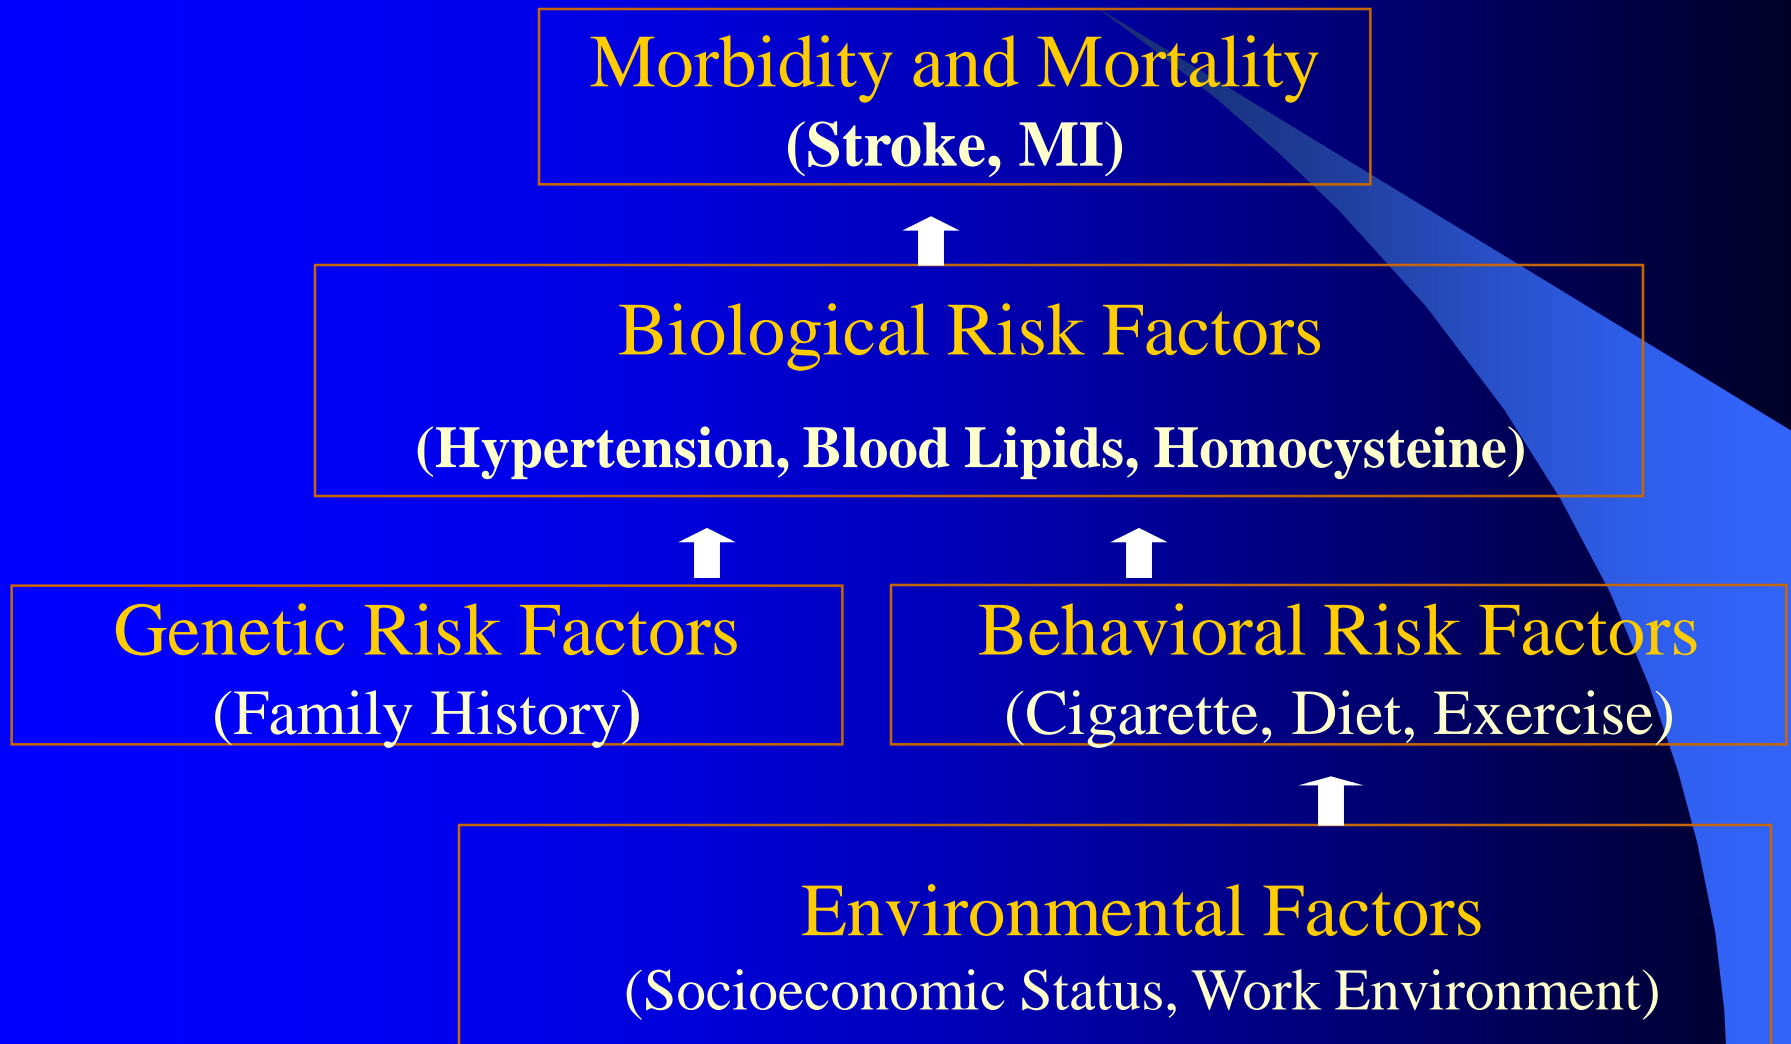 Morbidity and Mortality
(Stroke, MI)
Biological Risk Factors
(Hypertension, Blood Lipids, Homocysteine)
Genetic Risk Factors
(Family History)
Behavioral Risk Factors
(Cigarette, Diet, Exercise)
Environmental Factors
(Socioeconomic Status, Work Environment)